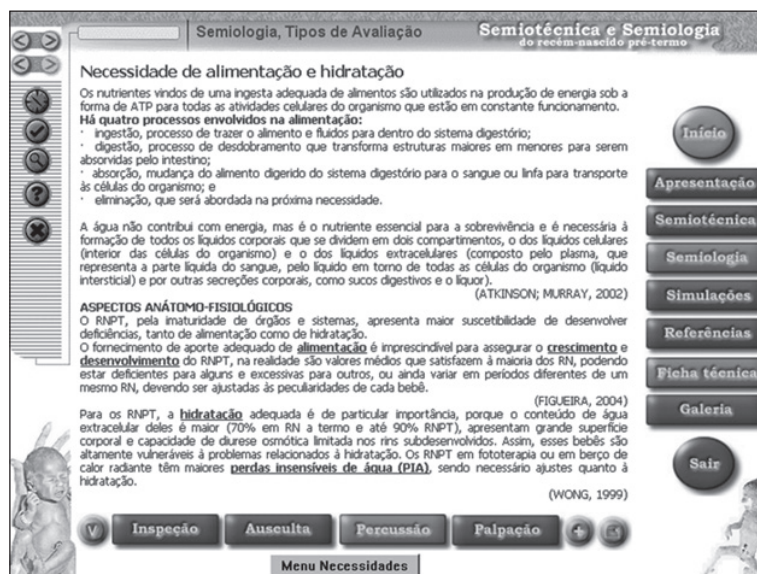 Semiologia, Tipos de Avaliação
Semiotécnica e Semiologia
do recém-nascido pré-termo
Necessidade de alimentação e hidratação
Os nutrientes vindos de uma ingesta adequada de alimentos são utilizados na produção de energia sob a
forma de ATP para todas as atividades celulares do organismo que estão em constante funcionamento.
Há quatro processos envolvidos na alimentação:
· ingestão, processo de trazer o alimento e fluidos para dentro do sistema digestório;
· digestão, processo de desdobramento que transforma estruturas maiores em menores para serem
absorvidas pelo intestino;
· absorção, mudança do alimento digerido do sistema digestório para o sangue ou linfa para transporte
às células do organismo; e
· eliminação, que será abordada na próxima necessidade.
A água não contribui com energia, mas é o nutriente essencial para a sobrevivência e é necessária à
formação de todos os líquidos corporais que se dividem em dois compartimentos, o dos líquidos celulares
(interior das células do organismo) e o dos líquidos extracelulares (composto pelo plasma, que
representa a parte líquida do sangue, pelo líquido em torno de todas as células do organismo (líquido
intersticial) e por outras secreções corporais, como sucos digestivos e o líquor).
(ATKINSON; MURRAY, 2002)
ASPECTOS ANÁTOMO-FISIOLÓGICOS
O RNPT, pela imaturidade de órgãos e sistemas, apresenta maior suscetibilidade de desenvolver
deficiências, tanto de alimentação como de hidratação.
O fornecimento de aporte adequado de alimentação é imprescindível para assegurar o crescimento e
desenvolvimento do RNPT, na realidade são valores médios que satisfazem à maioria dos RN, podendo
estar deficientes para alguns e excessivas para outros, ou ainda variar em períodos diferentes de um
mesmo RN, devendo ser ajustadas às peculiaridades de cada bebê.
(FIGUEIRA, 2004)
Para os RNPT, a hidratação adequada é de particular importância, porque o conteúdo de água
extracelular deles é maior (70% em RN a termo e até 90% RNPT), apresentam grande superfície
corporal e capacidade de diurese osmótica limitada nos rins subdesenvolvidos. Assim, esses bebês são
altamente vulneráveis à problemas relacionados à hidratação. Os RNPT em fototerapia ou em berço de
calor radiante têm maiores perdas insensíveis de água (PIA), sendo necessário ajustes quanto à
hidratação.
(WONG, 1999)
Início
Apresentação
Semiotécnica
Semiologia
Simulações
Referências
Ficha técnica
Galeria
Sair
V
Inspeção
Ausculta
Percussão
Palpação
+
Menu Necessidades